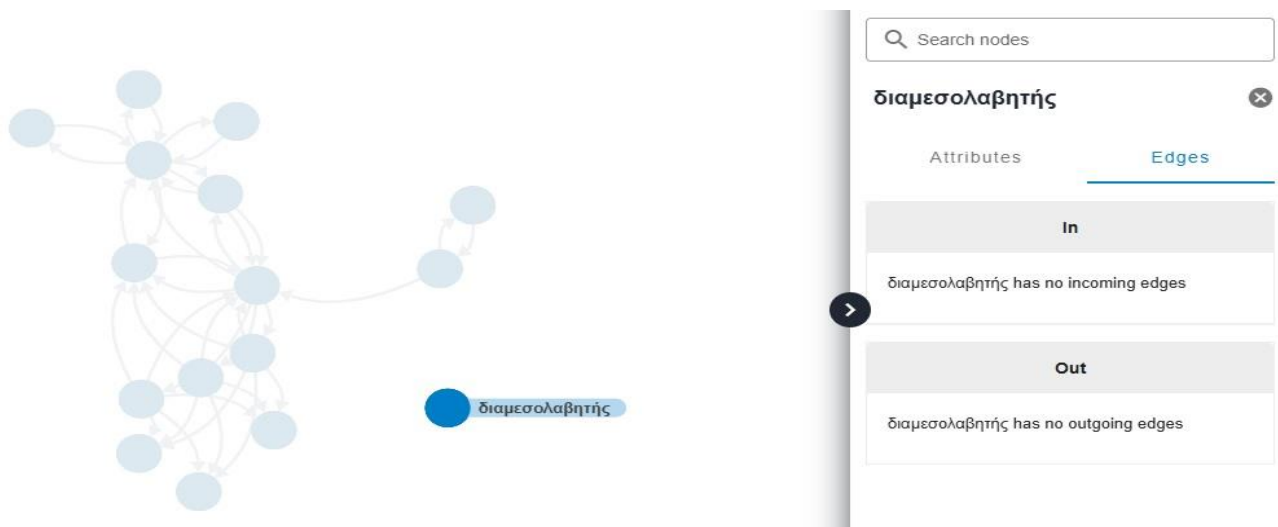 Search nodes
διαμεσολαβητής
Attributes Edges
In
διαμεσολαβητής has no incoming edges
Out
διαμεσολαβητής has no outgoing edges
διαμεσολαβητής